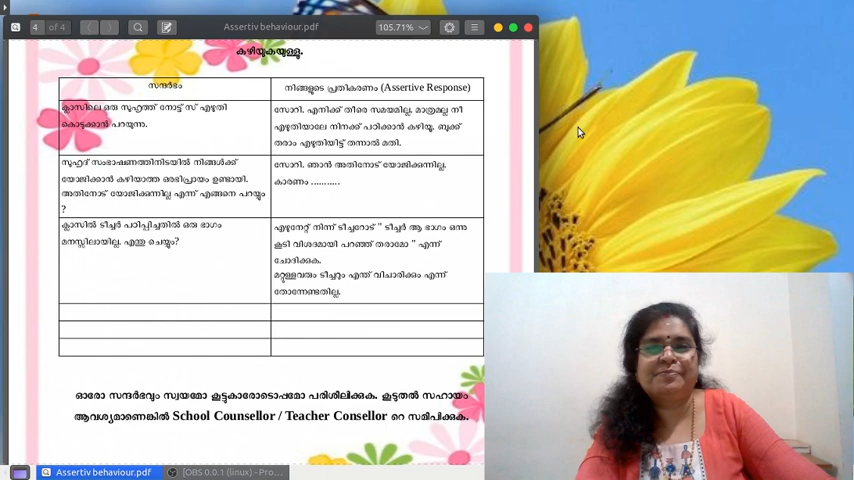 4 of 4
Assertiv behaviour.pdf
105.71%
കഴിയുകയുള്ളൂ.
സന്ദർഭം
നിങ്ങളുടെ പ്രതികരണം (Assertive Response)
ക്ലാസിലെ ഒരു സുഹൃത്ത് നോട്ട് സ് എഴുതി
കൊടുക്കാൻ പറയുന്നു.
സോറി. എനിക്ക് തീരെ സമയമില്ല. മാത്രമല്ല നീ
എഴുതിയാലേ നിനക്ക് പഠിക്കാൻ കഴിയൂ. ബുക്ക്
തരാം എഴുതിയിട്ട് തന്നാൽ മതി.
സുഹൃദ് സംഭാഷണത്തിനിടയിൽ നിങ്ങൾക്ക്
യോജിക്കാൻ കഴിയാത്ത ഒരഭിപ്രായം ഉണ്ടായി.
അതിനോട് യോജിക്കുന്നില്ല എന്ന് എങ്ങനെ പറയും
?
സോറി. ഞാൻ അതിനോട് യോജിക്കുന്നില്ല.
കാരണം ...........
ക്ലാസിൽ ടീച്ചർ പഠിപ്പിച്ചതിൽ ഒരു ഭാഗം
മനസ്സിലായില്ല. എന്തു ചെയ്യും?
എഴുനേറ്റ് നിന്ന് ടീച്ചറോട് " ടീച്ചർ ആ ഭാഗം ഒന്നു
കൂടി വിശദമായി പറഞ്ഞ് തരാമോ " എന്ന്
ചോദിക്കുക.
മറ്റുള്ളവരും ടീച്ചറും എന്ത് വിചാരിക്കും എന്ന്
തോന്നേണ്ടതില്ല.
ഓരോ സന്ദർഭവും സ്വയമോ കൂട്ടുകാരോടൊപ്പമോ പരിശീലിക്കുക. കൂടുതൽ സഹായം
ആവശ്യമാണെങ്കിൽ School Counsellor / Teacher Consellor റെ സമീപിക്കുക.
Assertiv behaviour.pdf
[OBS 0.0.1 (linux) - Pro...